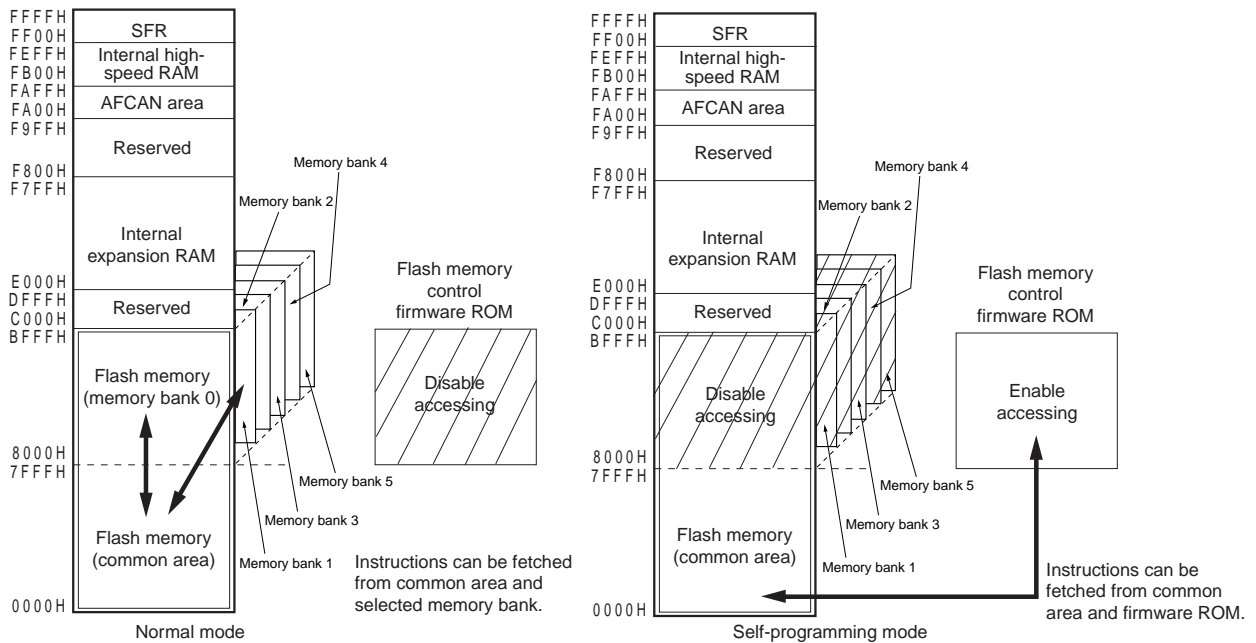 FFFFH
SFR
FF00H
FEFFH
Internal high-
speed RAM
FB00H
FAFFH
AFCAN area
FA00H
F9FFH
Reserved
F800H
F7FFH
Memory bank 4
Memory bank 2
Internal
expansion RAM
E000H
DFFFH
Reserved
C000H
BFFFH
Flash memory
control
firmware ROM
Flash memory
(memory bank 0)
Disable
accessing
8000H
7FFFH
Memory bank 5
Memory bank 3
Memory bank 1
Flash memory
(common area)
Instructions can be fetched
from common area and
selected memory bank.
0000H
Normal mode
FFFFH
SFR
FF00H
FEFFH
Internal high-
speed RAM
FB00H
FAFFH
AFCAN area
FA00H
F9FFH
Reserved
F800H
F7FFH
Memory bank 4
Memory bank 2
Internal
expansion RAM
E000H
DFFFH
Reserved
C000H
BFFFH
Flash memory
control
firmware ROM
Disable
accessing
Enable
accessing
8000H
7FFFH
Memory bank 5
Memory bank 3
Memory bank 1
Flash memory
(common area)
Instructions can be
fetched from common
area and firmware ROM.
0000H
Self-programming mode